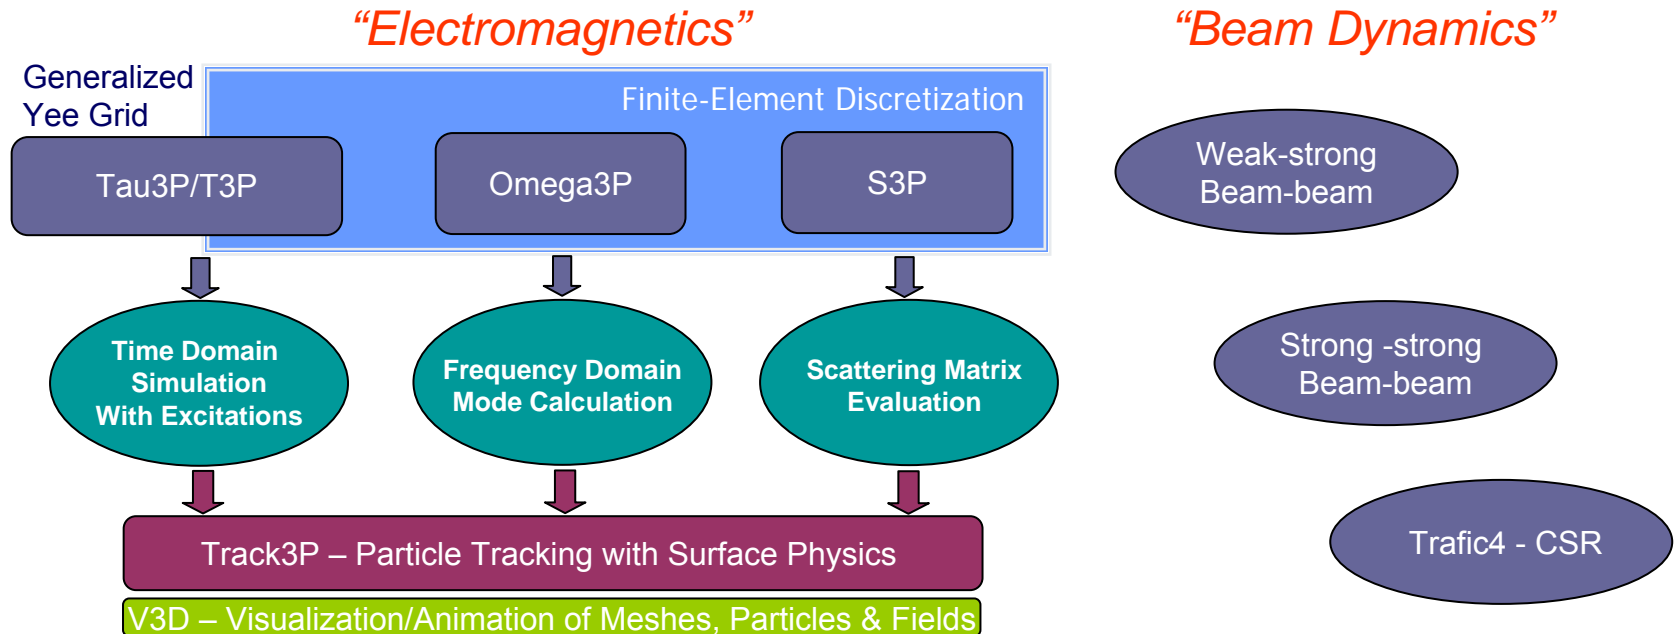 “Electromagnetics”
“Beam Dynamics”
Generalized
Yee Grid
Finite-Element Discretization
Tau3P/T3P
Omega3P
S3P
Weak-strong
Beam-beam
Time Domain
Simulation
With Excitations
Frequency Domain
Mode Calculation
Scattering Matrix
Evaluation
Strong -strong
Beam-beam
Track3P – Particle Tracking with Surface Physics
Trafic4 - CSR
V3D – Visualization/Animation of Meshes, Particles & Fields